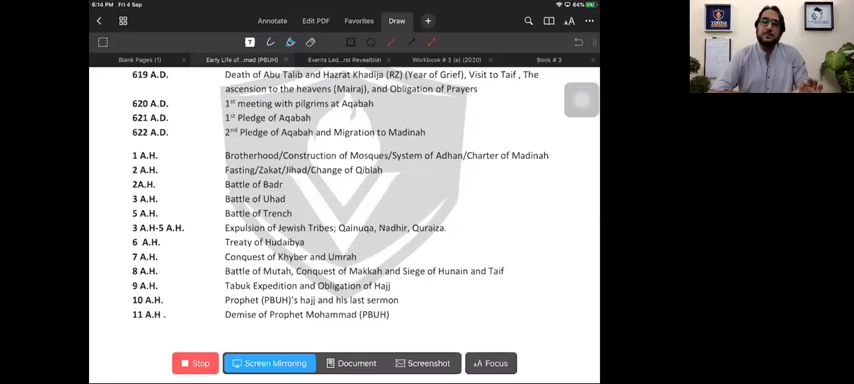 6:14 PM Fri 4 Sep
64%
Annotate Edit PDF Favorites Draw
Blank Pages (1) Early Life of...mad (PBUH) Events Led...rst Revealtion Workbook # 3 (a) (2020) Book # 3
619 A.D. Death of Abu Talib and Hazrat Khadija (RZ) (Year of Grief), Visit to Taif , The
ascension to the heavens (Mairaj), and Obligation of Prayers
620 A.D. 1st meeting with pilgrims at Aqabah
621 A.D. 1st Pledge of Aqabah
622 A.D. 2nd Pledge of Aqabah and Migration to Madinah
1 A.H. Brotherhood/Construction of Mosques/System of Adhan/Charter of Madinah
2 A.H. Fasting/Zakat/Jihad/Change of Qiblah
2A.H. Battle of Badr
3 A.H. Battle of Uhad
5 A.H. Battle of Trench
3 A.H-5 A.H. Expulsion of Jewish Tribes; Qainuqa, Nadhir, Quraiza.
6 A.H. Treaty of Hudaibya
7 A.H. Conquest of Khyber and Umrah
8 A.H. Battle of Mutah, Conquest of Makkah and Siege of Hunain and Taif
9 A.H. Tabuk Expedition and Obligation of Hajj
10 A.H. Prophet (PBUH)'s hajj and his last sermon
11 A.H . Demise of Prophet Mohammad (PBUH)
Stop Screen Mirroring Document Screenshot AA Focus